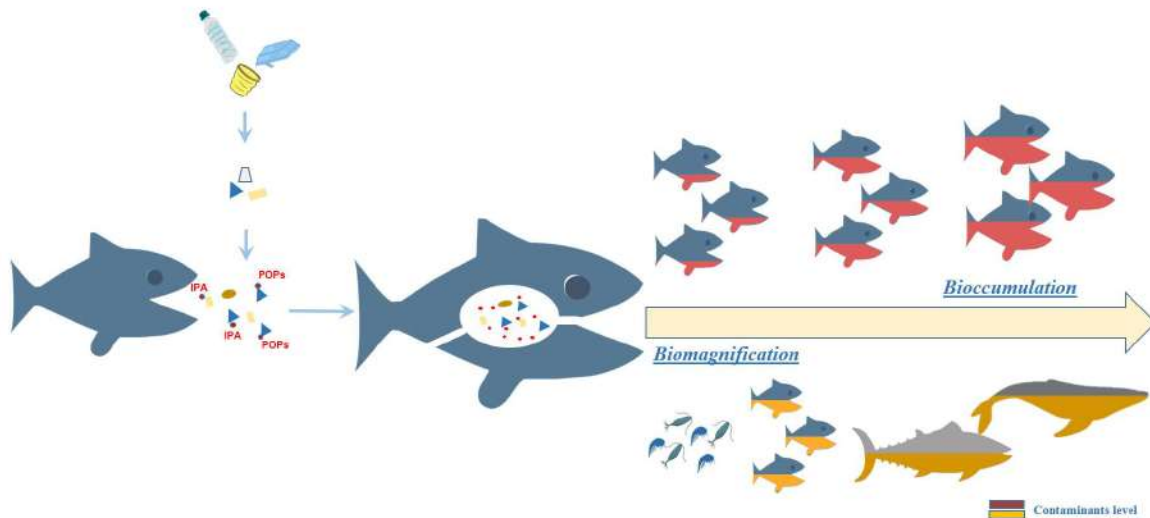 POPs
IPA
IPA
POPs
Bioccumulation
Biomagnification
Contaminants level